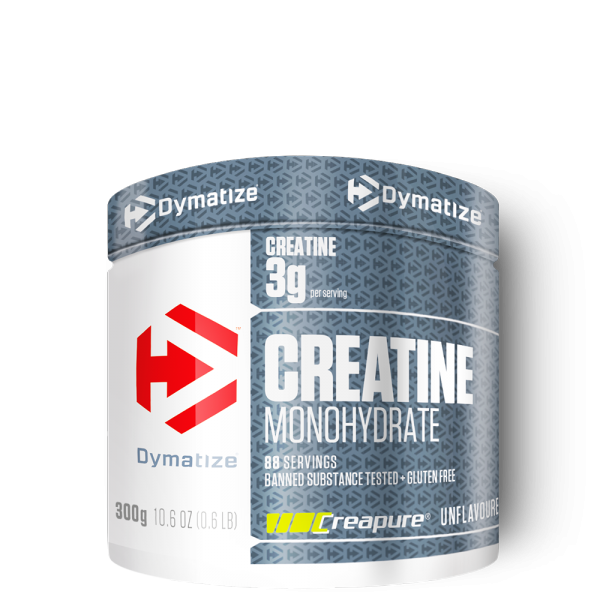 Dymatize
Dymatize
CREATINE
3g per serving
CREATINE
MONOHYDRATE
88 SERVINGS
BANNED SUBSTANCE TESTED + GLUTEN FREE
Creapure®
UNFLAVOURE
Dymatize
300g 10.6 OZ (0.6 LB)